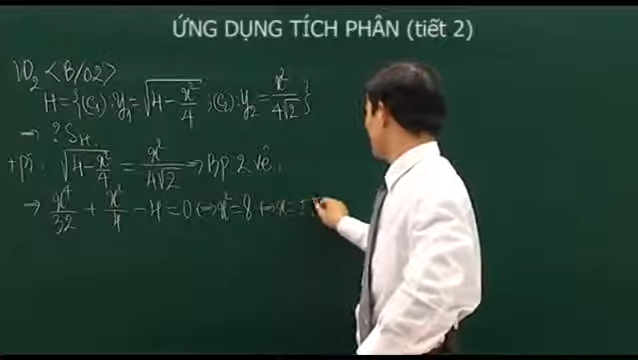 ỨNG DỤNG TÍCH PHÂN (tiết 2)
VD₂ <B/02>
H = {(C₁): y₁ = √(4 - x²/4) ; (C₂): y₂ = x²/(4√2)}
→ ? S_H.
+ pt: √(4 - x²/4) = x²/(4√2) → Bp 2 vế.
→ x⁴/32 + x²/4 - 4 = 0 ⇔ x² = 8 ⇔ x = ±